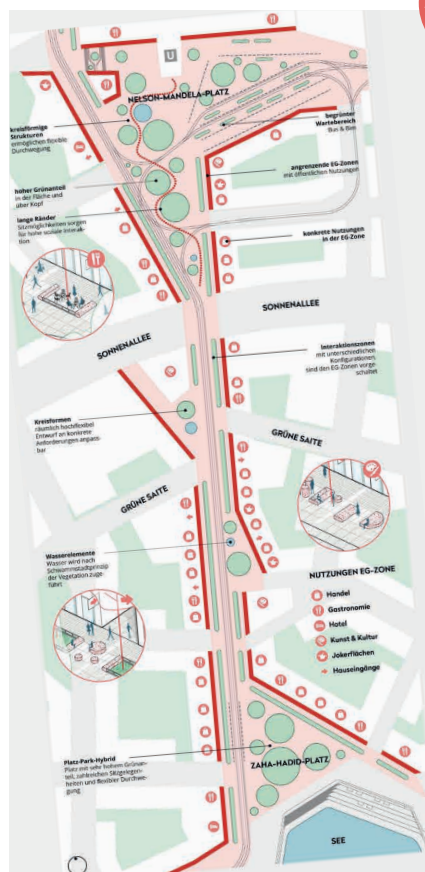 U
NELSON-MANDELA-PLATZ
kreisförmige
Strukturen
ermöglichen flexible
Durchwegung
begrünter
Wartebereich
Bus & Bim
hoher Grünanteil
in der Fläche und
über Kopf
angrenzende EG-Zonen
mit öffentlichen Nutzungen
lange Ränder
Sitzmöglichkeiten sorgen
für hohe soziale Interak-
tion
konkrete Nutzungen
in der EG-Zone
SONNENALLEE
SONNENALLEE
Interaktionszonen
mit unterschiedlichen
Konfigurationen
sind den EG-Zonen vorge-
schaltet
Kreisformen
räumlich hochflexibel
Entwurf an konkrete
Anforderungen anpass-
bar
GRÜNE SAITE
GRÜNE SAITE
Wasserelemente
Wasser wird nach
Schwammstadtprinzip
der Vegetation zuge-
führt
NUTZUNGEN EG-ZONE
Handel
Gastronomie
Hotel
Kunst & Kultur
Jokerflächen
Hauseingänge
Platz-Park-Hybrid
Platz mit sehr hohem Grünan-
teil, zahlreichen Sitzgelegen-
heiten und flexibler Durchwe-
gung
ZAHA-HADID-PLATZ
SEE